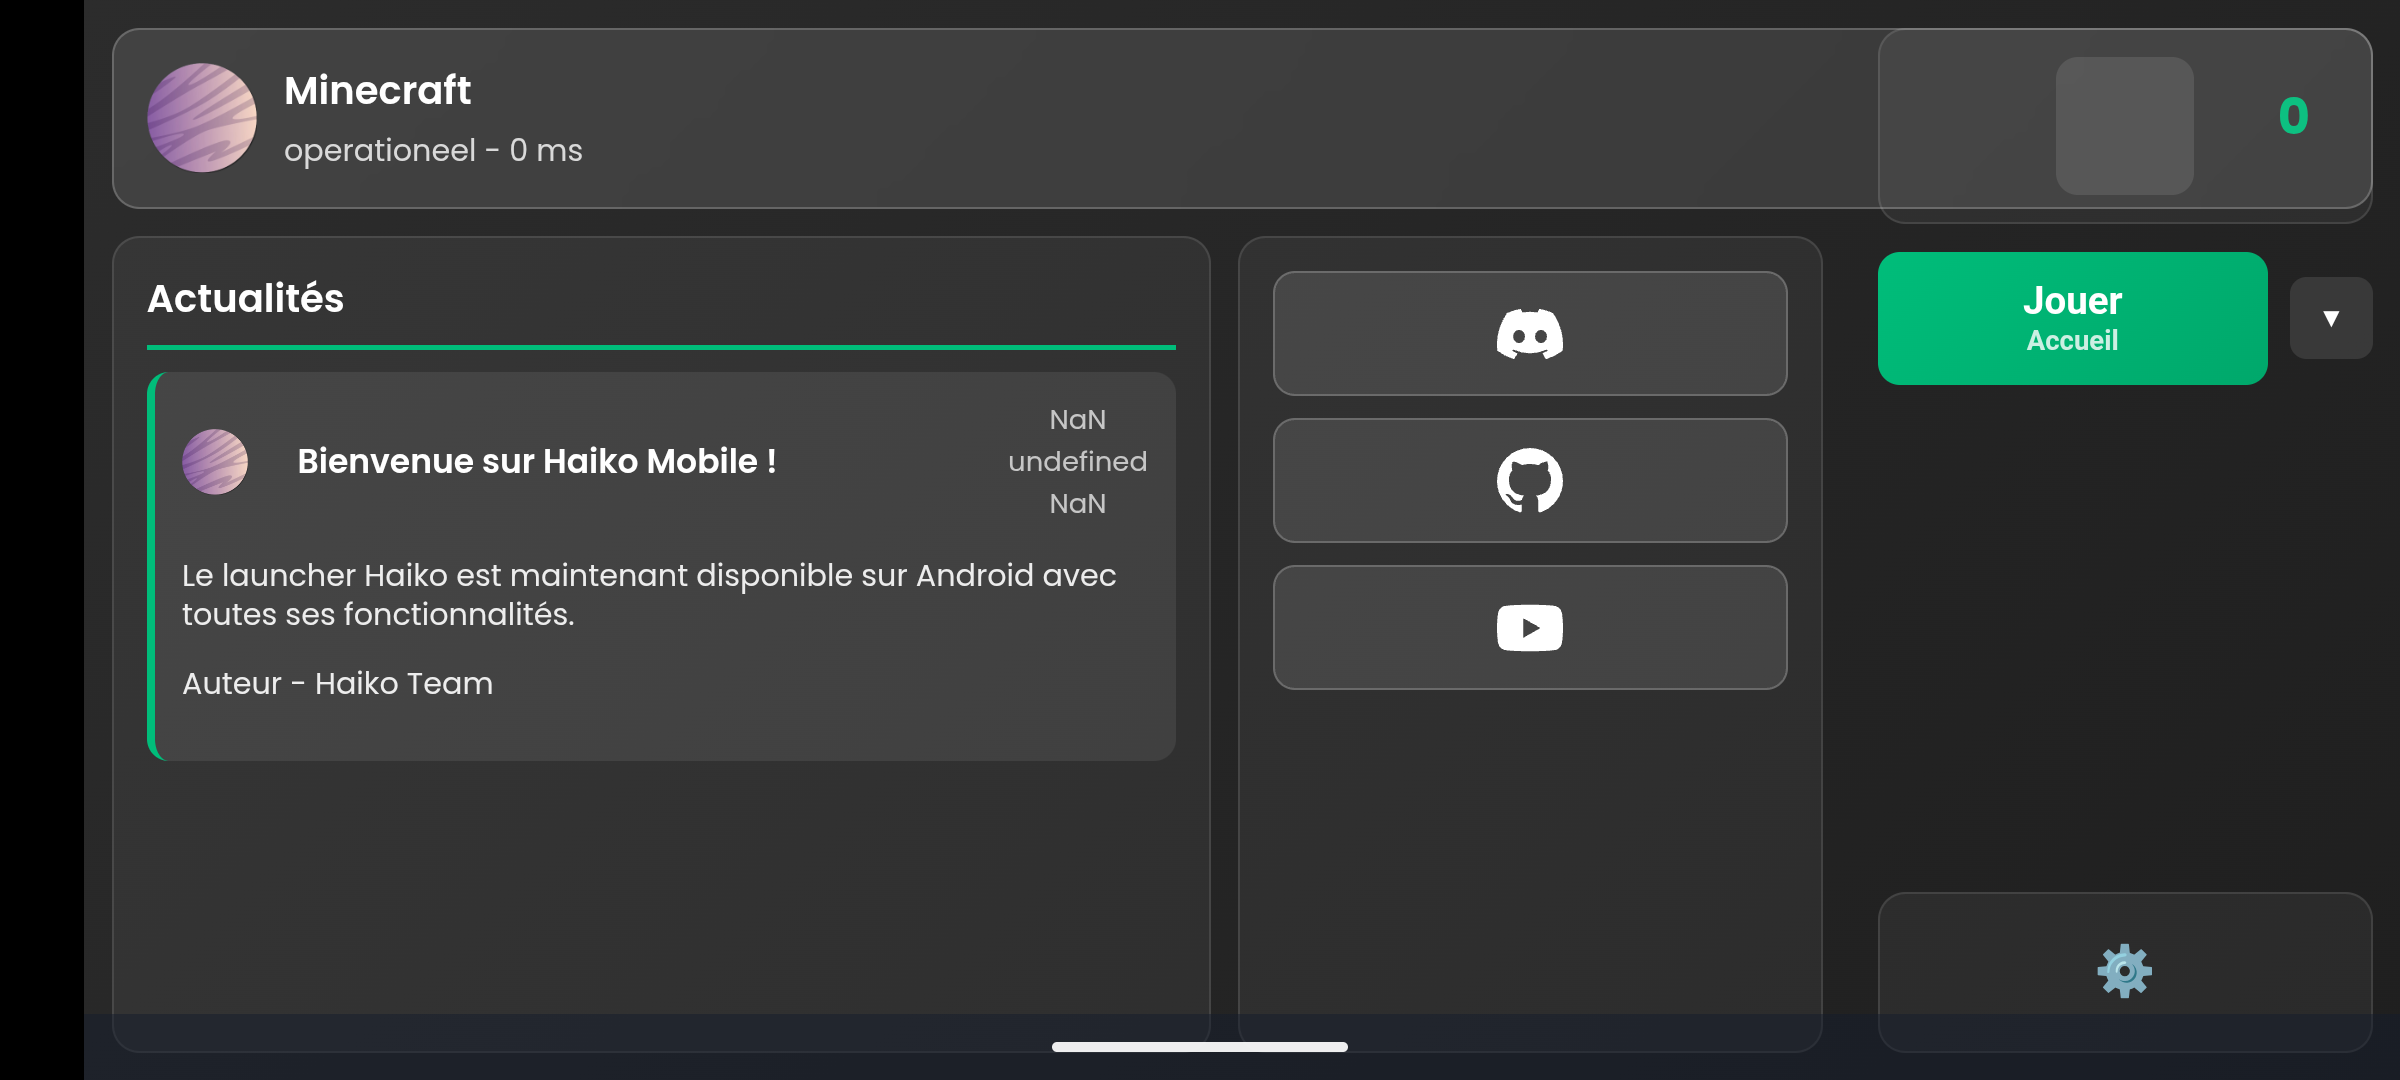 Minecraft
operationeel - 0 ms
0
Actualités
Bienvenue sur Haiko Mobile !
NaN
undefined
NaN
Le launcher Haiko est maintenant disponible sur Android avec
toutes ses fonctionnalités.
Auteur - Haiko Team
Jouer
Accueil